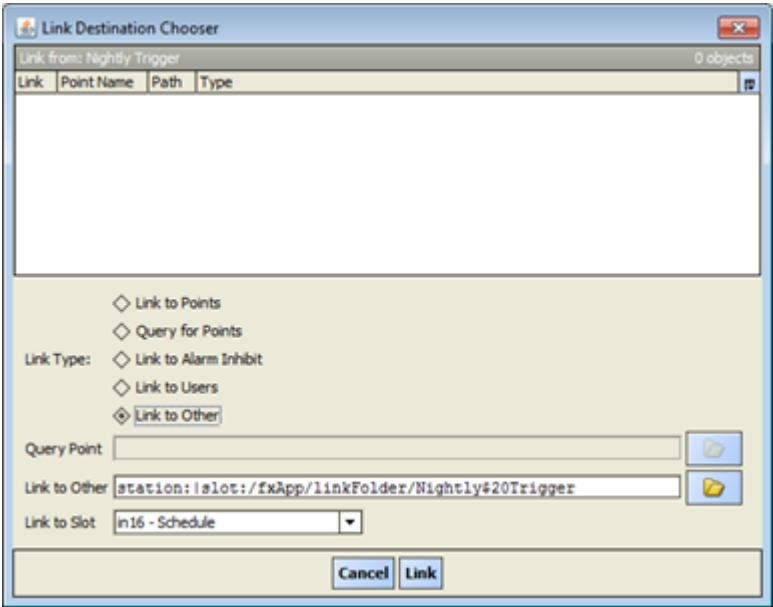 Link Destination Chooser
Link from: Nightly Trigger 0 objects
Link Point Name Path Type
Link to Points
Query for Points
Link Type: Link to Alarm Inhibit
Link to Users
Link to Other
Query Point
Link to Other station:|slot:/fxApp/linkFolder/Nightly$20Trigger
Link to Slot in16 - Schedule
Cancel Link